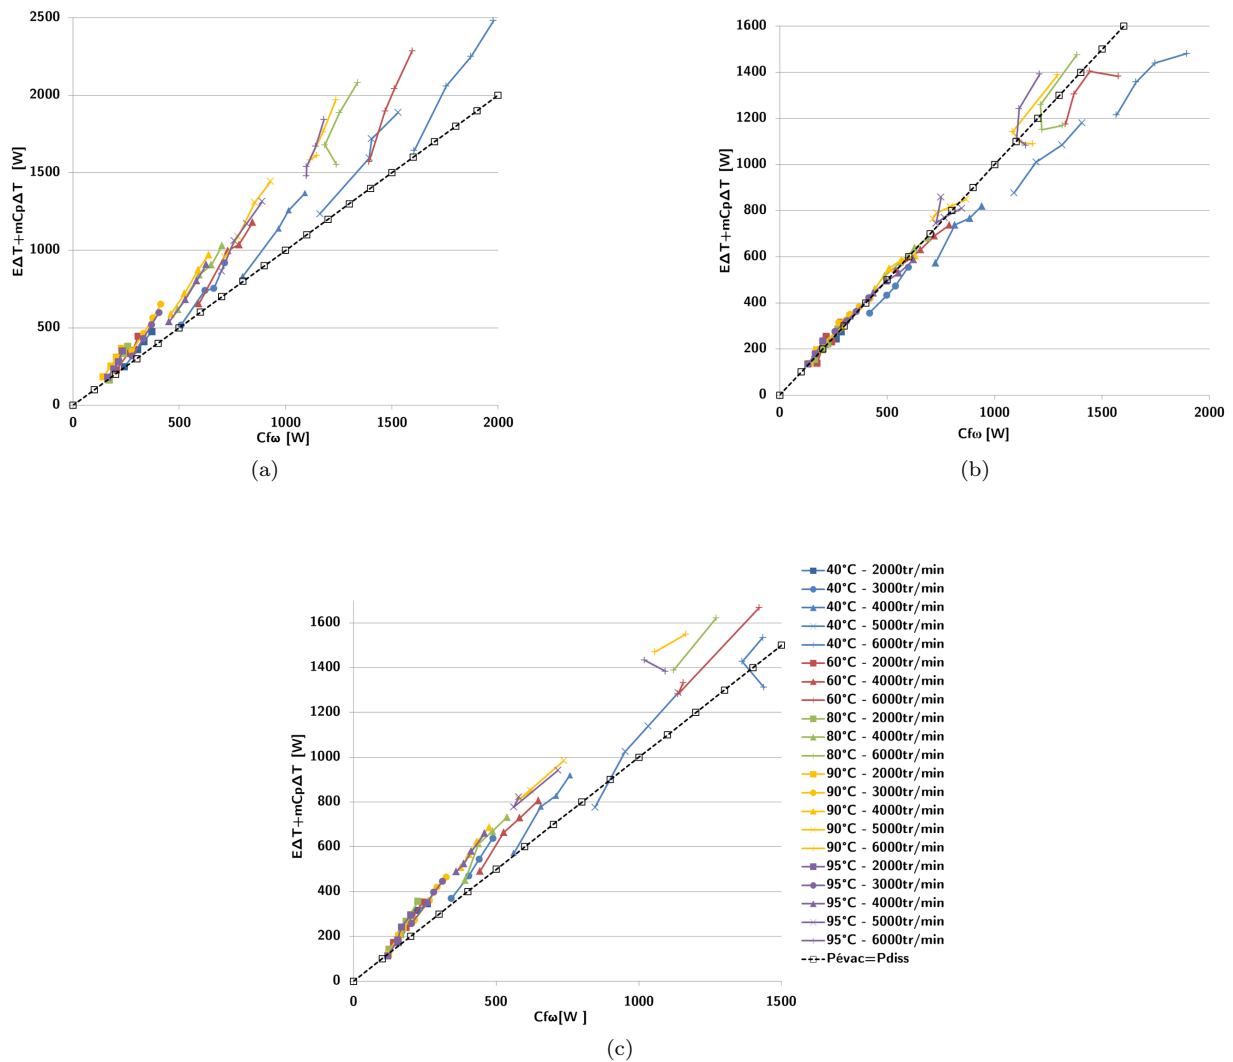 2500
2000
1500
1000
500
0
EΔT+mCpΔT [W]
0 500 1000 1500 2000
Cfω [W]
(a)
1600
1400
1200
1000
800
600
400
200
0
EΔT+mCpΔT [W]
0 500 1000 1500 2000
Cfω [W]
(b)
1600
1400
1200
1000
800
600
400
200
0
EΔT+mCpΔT [W]
0 500 1000 1500
Cfω[W ]
(c)
40°C - 2000tr/min
40°C - 3000tr/min
40°C - 4000tr/min
40°C - 5000tr/min
40°C - 6000tr/min
60°C - 2000tr/min
60°C - 4000tr/min
60°C - 6000tr/min
80°C - 2000tr/min
80°C - 4000tr/min
80°C - 6000tr/min
90°C - 2000tr/min
90°C - 3000tr/min
90°C - 4000tr/min
90°C - 5000tr/min
90°C - 6000tr/min
95°C - 2000tr/min
95°C - 3000tr/min
95°C - 4000tr/min
95°C - 5000tr/min
95°C - 6000tr/min
Pévac=Pdiss